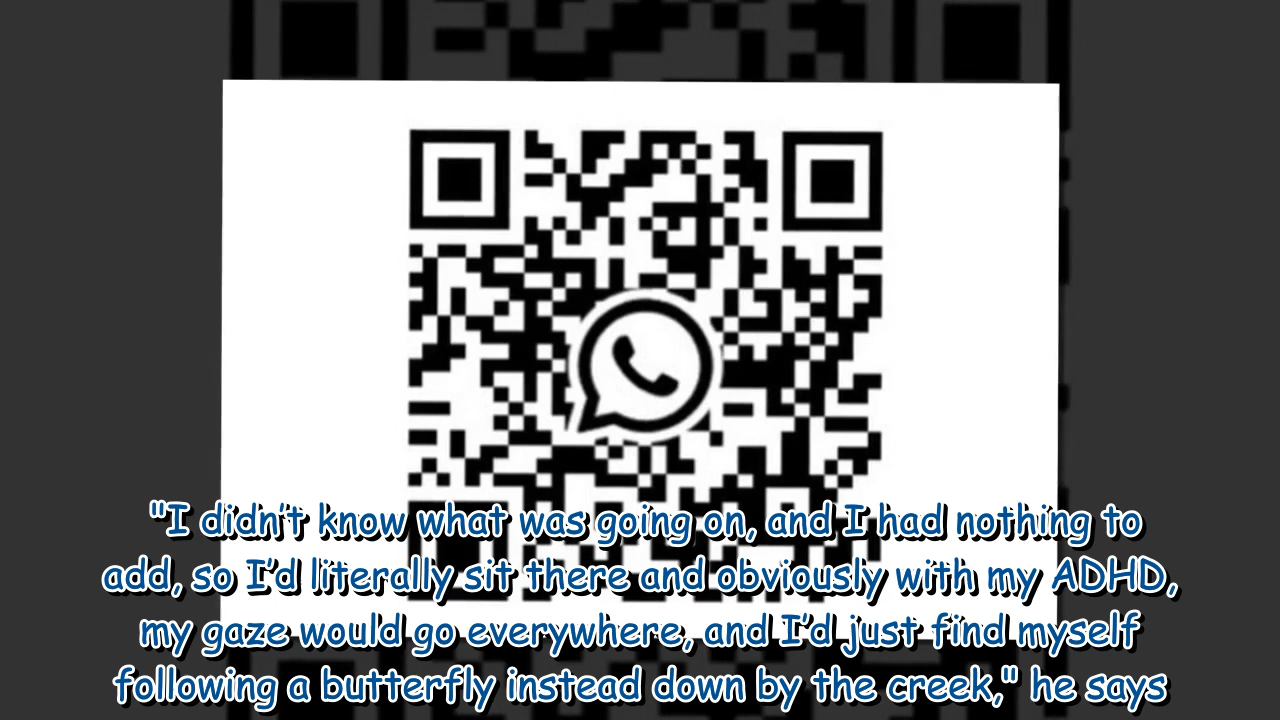 "I didn't know what was going on, and I had nothing to
add, so I'd literally sit there and obviously with my ADHD,
my gaze would go everywhere, and I'd just find myself
following a butterfly instead down by the creek," he says